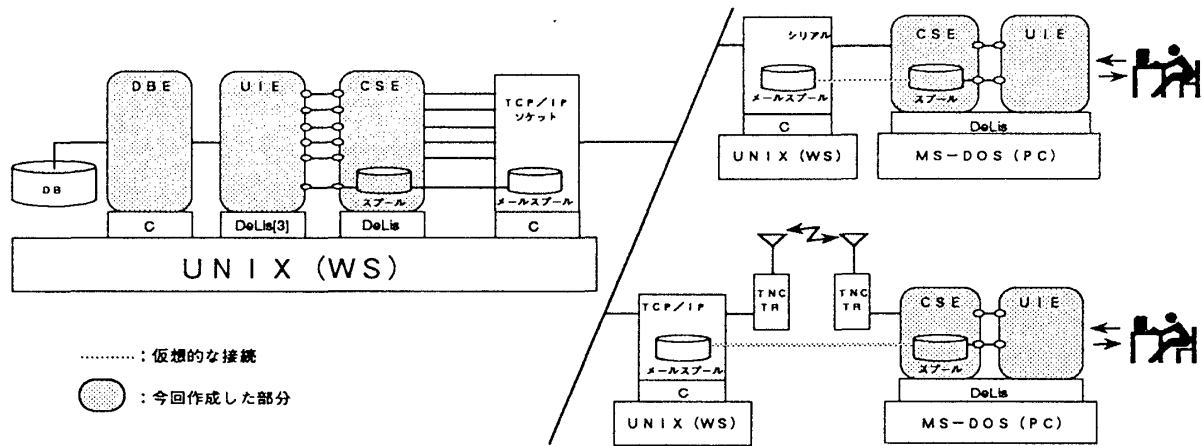 DBE
UIE
CSE
TCP/IP
ソケット
DB
スプール
メールスプール
C
DeLis[3]
DeLis
C
UNIX(WS)
‥‥‥‥:仮想的な接続
:今回作成した部分
シリアル
メールスプール
C
UNIX(WS)
CSE
UIE
スプール
DeLis
MS-DOS(PC)
TCP/IP
メールスプール
C
UNIX(WS)
TNC
TR
TNC
TR
CSE
UIE
スプール
DeLis
MS-DOS(PC)